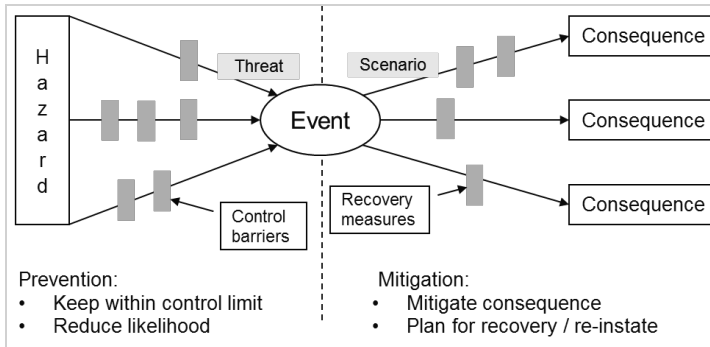 Hazard
Threat
Scenario
Event
Consequence
Consequence
Consequence
Control
barriers
Recovery
measures
Prevention:
• Keep within control limit
• Reduce likelihood
Mitigation:
• Mitigate consequence
• Plan for recovery / re-instate